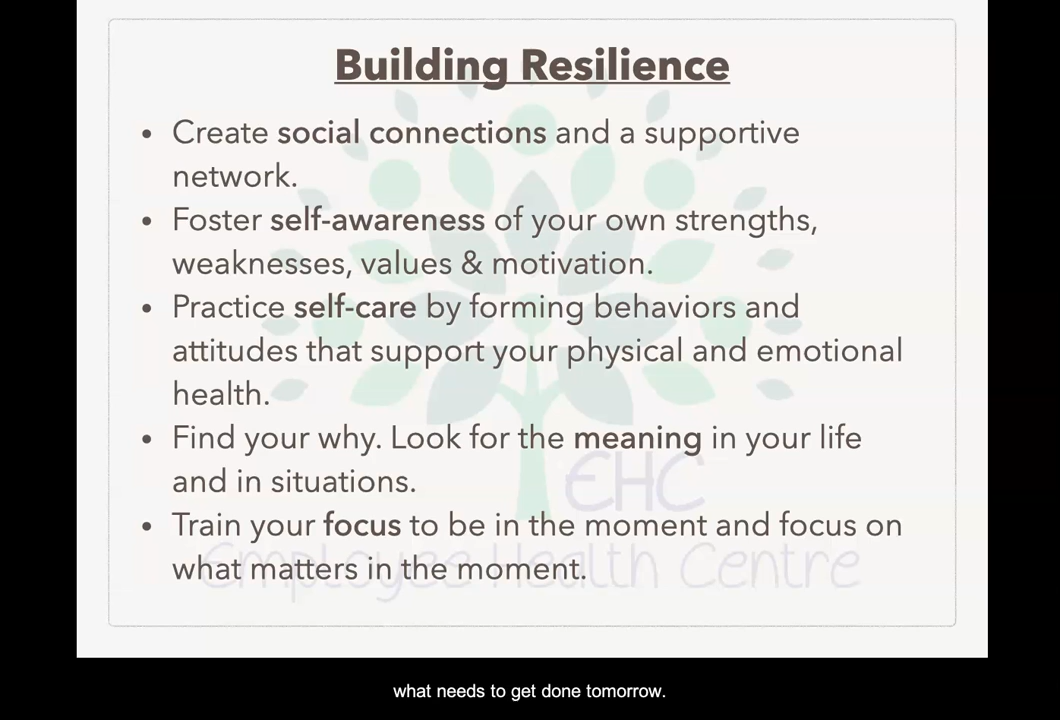 Building Resilience
• Create social connections and a supportive
network.
• Foster self-awareness of your own strengths,
weaknesses, values & motivation.
• Practice self-care by forming behaviors and
attitudes that support your physical and emotional
health.
• Find your why. Look for the meaning in your life
and in situations.
• Train your focus to be in the moment and focus on
what matters in the moment.
EHC
Employee Health Centre
what needs to get done tomorrow.